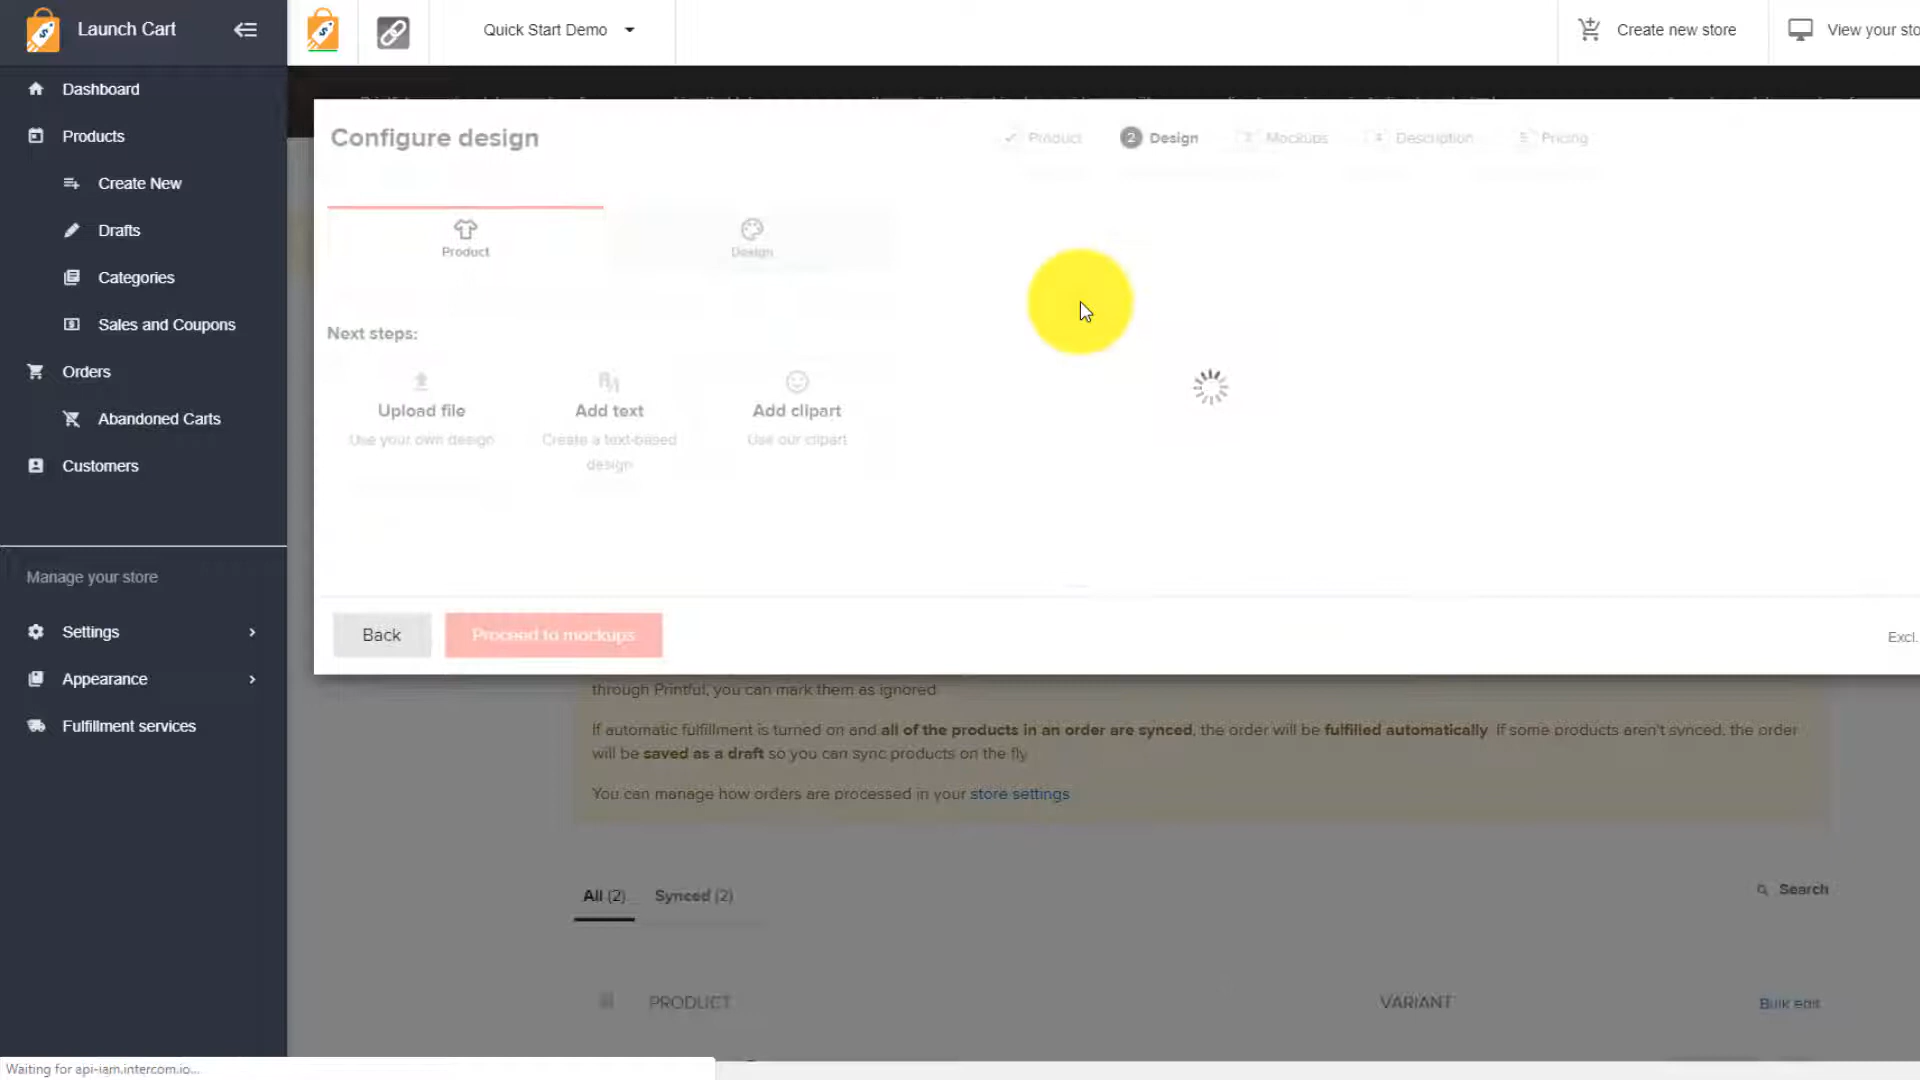 Launch Cart
Quick Start Demo
Create new store
View your sto
Dashboard
Products
Create New
Drafts
Categories
Sales and Coupons
Orders
Abandoned Carts
Customers
Manage your store
Settings
Appearance
Fulfillment services
Configure design
Product
2 Design
Mockups
Description
Pricing
Product
Design
Next steps:
Upload file
Use your own design
Add text
Create a text-based
design
Add clipart
Use our clipart
Back
Proceed to mockups
Excl.
through Printful, you can mark them as ignored
If automatic fulfillment is turned on and all of the products in an order are synced, the order will be fulfilled automatically If some products aren't synced, the order
will be saved as a draft so you can sync products on the fly
You can manage how orders are processed in your store settings
All (2)
Synced (2)
Search
PRODUCT
VARIANT
Bulk edit
Waiting for api-iam.intercom.io...